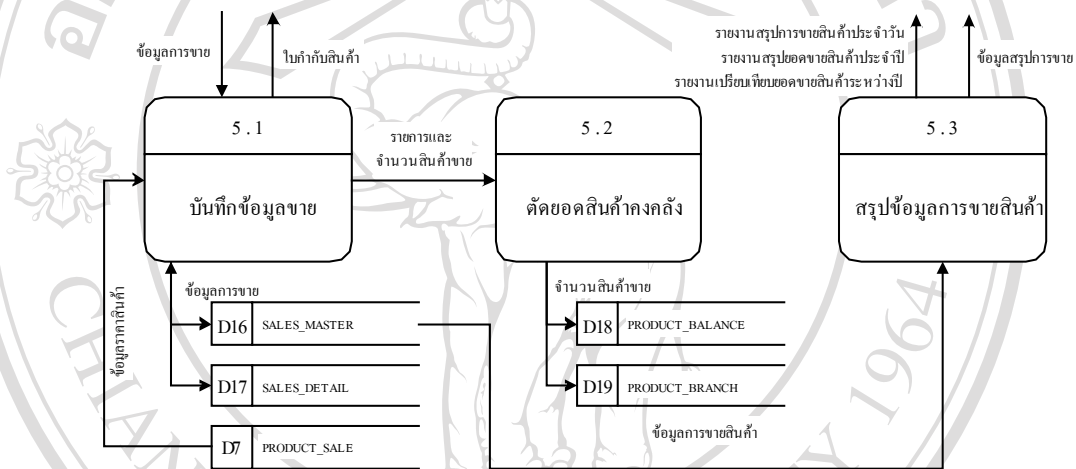 ข้อมูลการขาย
ใบกำกับสินค้า
รายงานสรุปการขายสินค้าประจำวัน
รายงานสรุปยอดขายสินค้าประจำปี
รายงานเปรียบเทียบยอดขายสินค้าระหว่างปี
ข้อมูลสรุปการขาย
5.1
บันทึกข้อมูลขาย
รายการและ
จำนวนสินค้าขาย
5.2
ตัดยอดสินค้าคงคลัง
5.3
สรุปข้อมูลการขายสินค้า
ข้อมูลราคาสินค้า
ข้อมูลการขาย
D16 SALES_MASTER
D17 SALES_DETAIL
D7 PRODUCT_SALE
จำนวนสินค้าขาย
D18 PRODUCT_BALANCE
D19 PRODUCT_BRANCH
ข้อมูลการขายสินค้า
1964